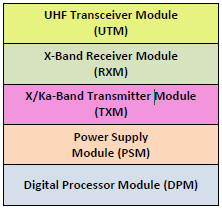 UHF Transceiver Module
(UTM)
X-Band Receiver Module
(RXM)
X/Ka-Band Transmitter Module
(TXM)
Power Supply
Module (PSM)
Digital Processor Module (DPM)